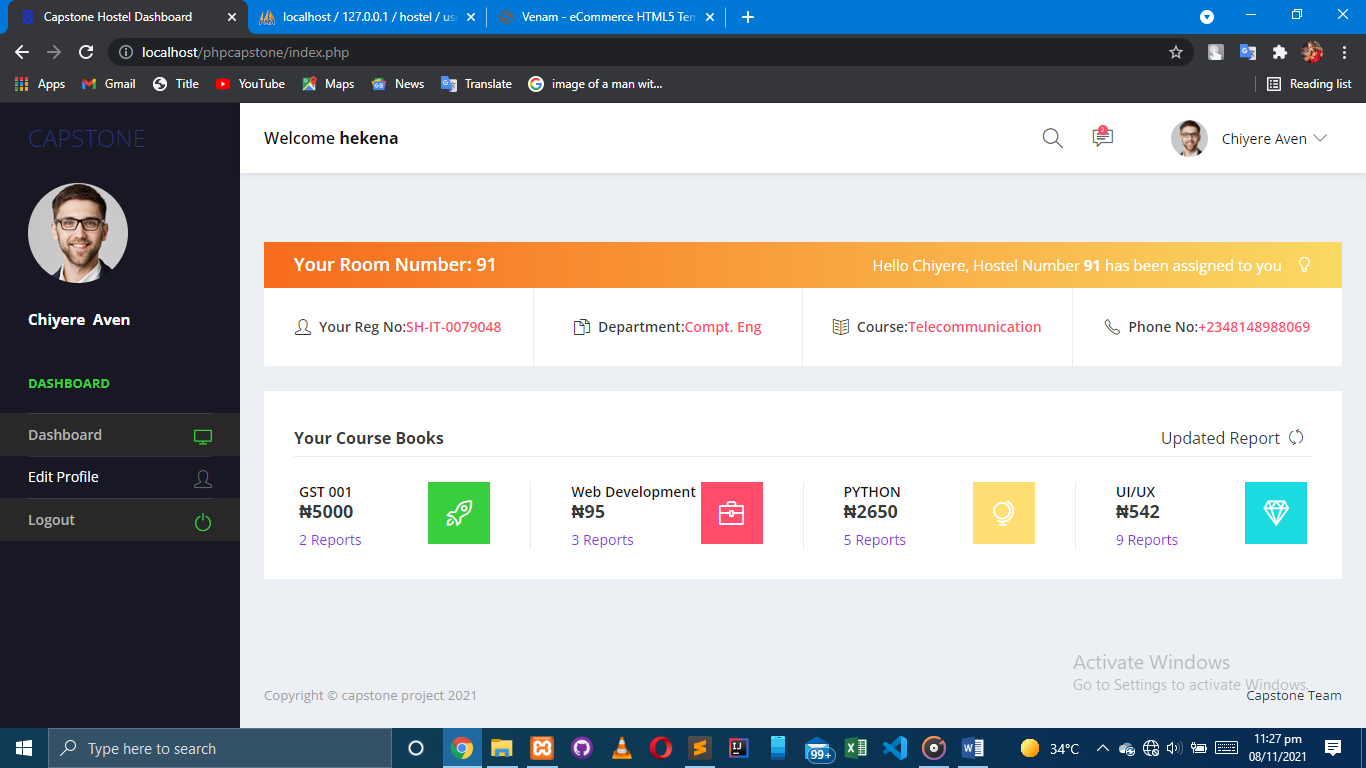 Capstone Hostel Dashboard
localhost / 127.0.0.1 / hostel / us
Venam - eCommerce HTML5 Tem
localhost/phpcapstone/index.php
Apps Gmail Title YouTube Maps News Translate image of a man wit... Reading list
CAPSTONE
Welcome hekena
2
Chiyere Aven
Chiyere Aven
DASHBOARD
Dashboard
Edit Profile
Logout
Your Room Number: 91
Hello Chiyere, Hostel Number 91 has been assigned to you
Your Reg No:SH-IT-0079048
Department:Compt. Eng
Course:Telecommunication
Phone No:+2348148988069
Your Course Books
Updated Report
GST 001
₦5000
2 Reports
Web Development
₦95
3 Reports
PYTHON
₦2650
5 Reports
UI/UX
₦542
9 Reports
Activate Windows
Go to Settings to activate Windows.
Copyright © capstone project 2021
Capstone Team
Type here to search
99+
34°C
11:27 pm
08/11/2021